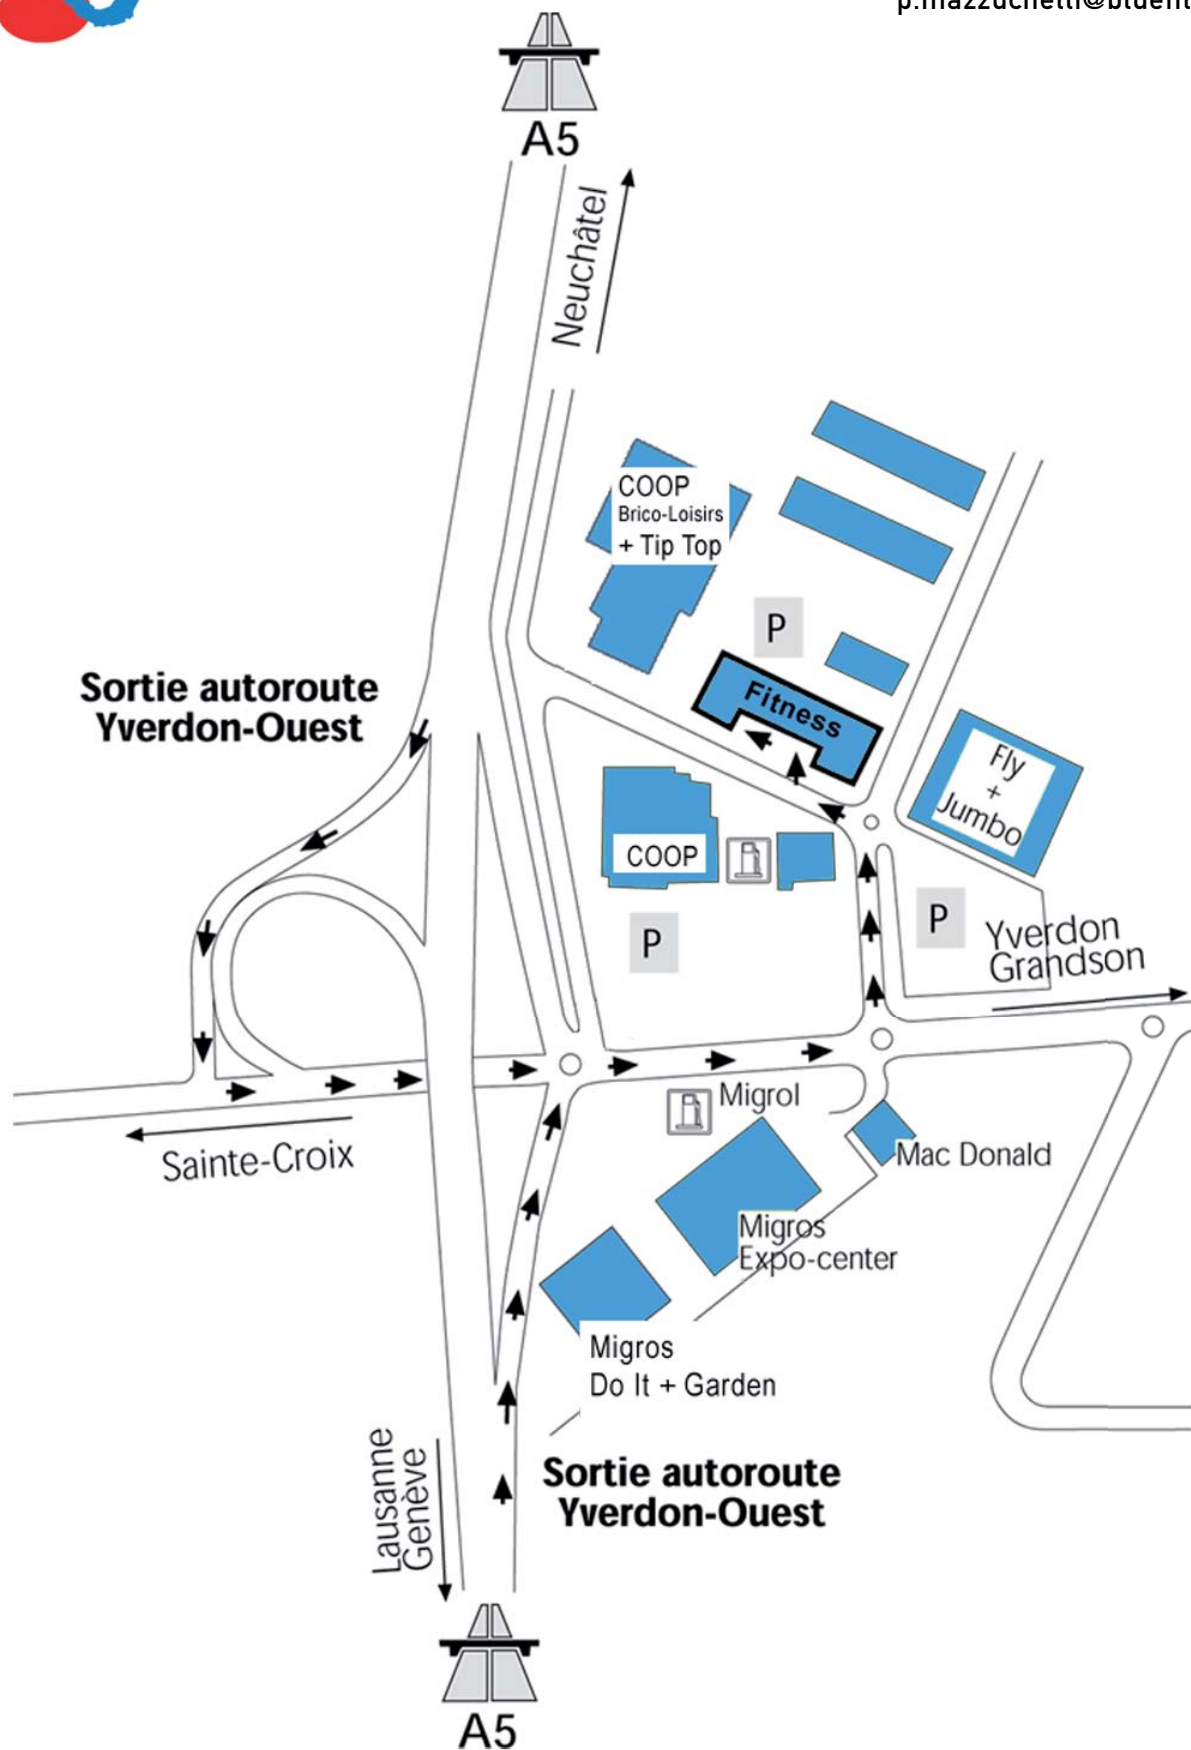 A5
Neuchâtel
COOP
Brico-Loisirs
+ Tip Top
P
Sortie autoroute
Yverdon-Ouest
Fitness
Fly
+
Jumbo
COOP
P
P
Yverdon
Grandson
Migrol
Sainte-Croix
Mac Donald
Migros
Expo-center
Migros
Do It + Garden
Lausanne
Genève
Sortie autoroute
Yverdon-Ouest
A5